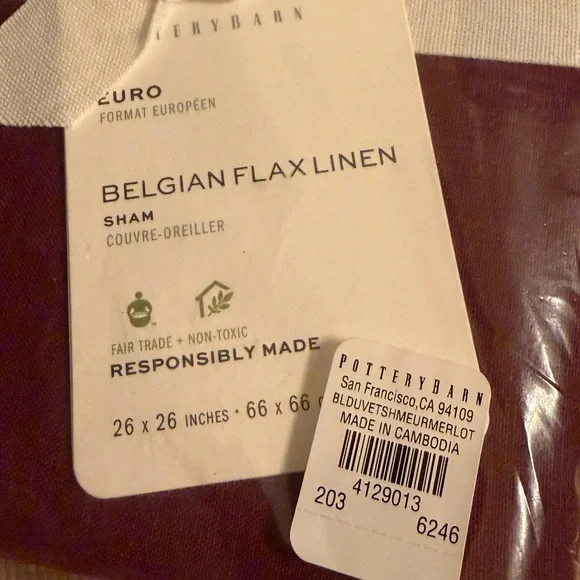 TERYBARN
EURO
FORMAT EUROPÉEN
BELGIAN FLAX LINEN
SHAM
COUVRE-OREILLER
FAIR TRADE + NON-TOXIC
RESPONSIBLY MADE
26 x 26 INCHES · 66 x 66
POTTERYBARN
San Francisco,CA 94109
BLDUVETSHMEURMERLOT
MADE IN CAMBODIA
4129013
203
6246